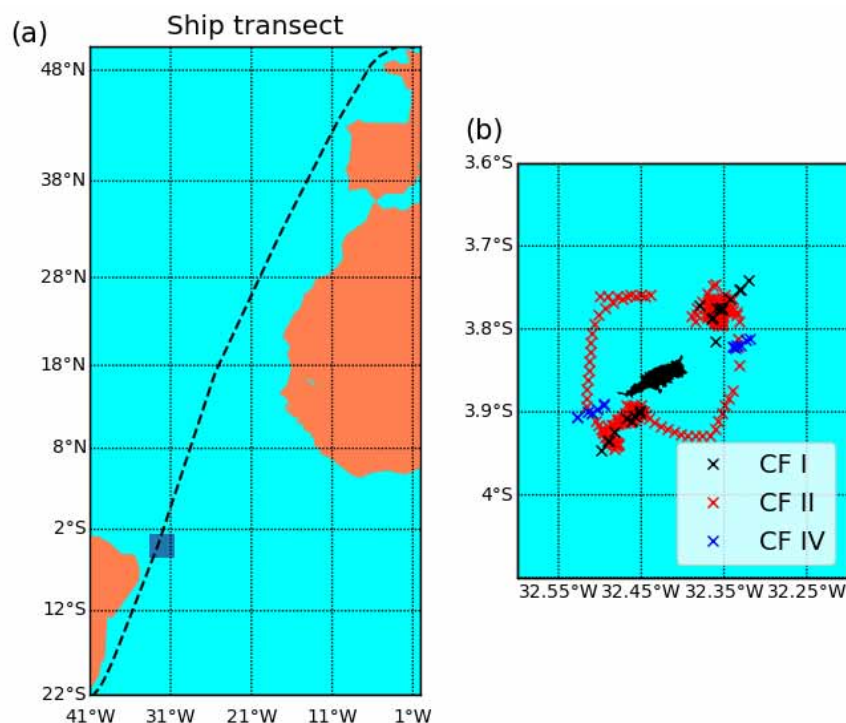 (a)
Ship transect
48°N
38°N
28°N
18°N
8°N
2°S
12°S
22°S
41°W 31°W 21°W 11°W 1°W
(b)
3.6°S
3.7°S
3.8°S
3.9°S
4°S
CF I
CF II
CF IV
32.55°W 32.45°W 32.35°W 32.25°W